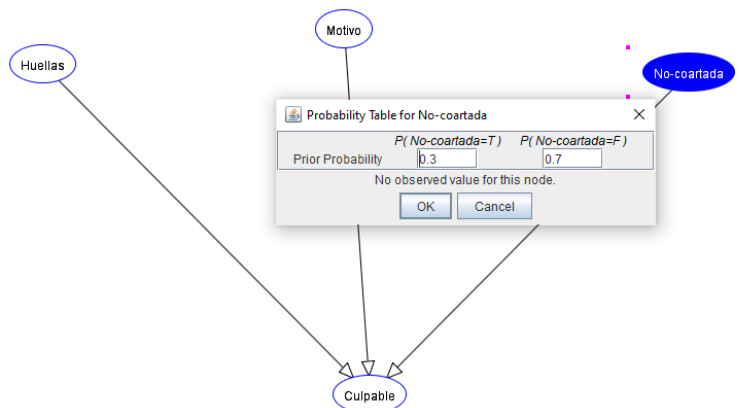 Motivo
Huellas
No-coartada
Probability Table for No-coartada
P( No-coartada=T ) P( No-coartada=F )
Prior Probability 0.3 0.7
No observed value for this node.
OK Cancel
Culpable